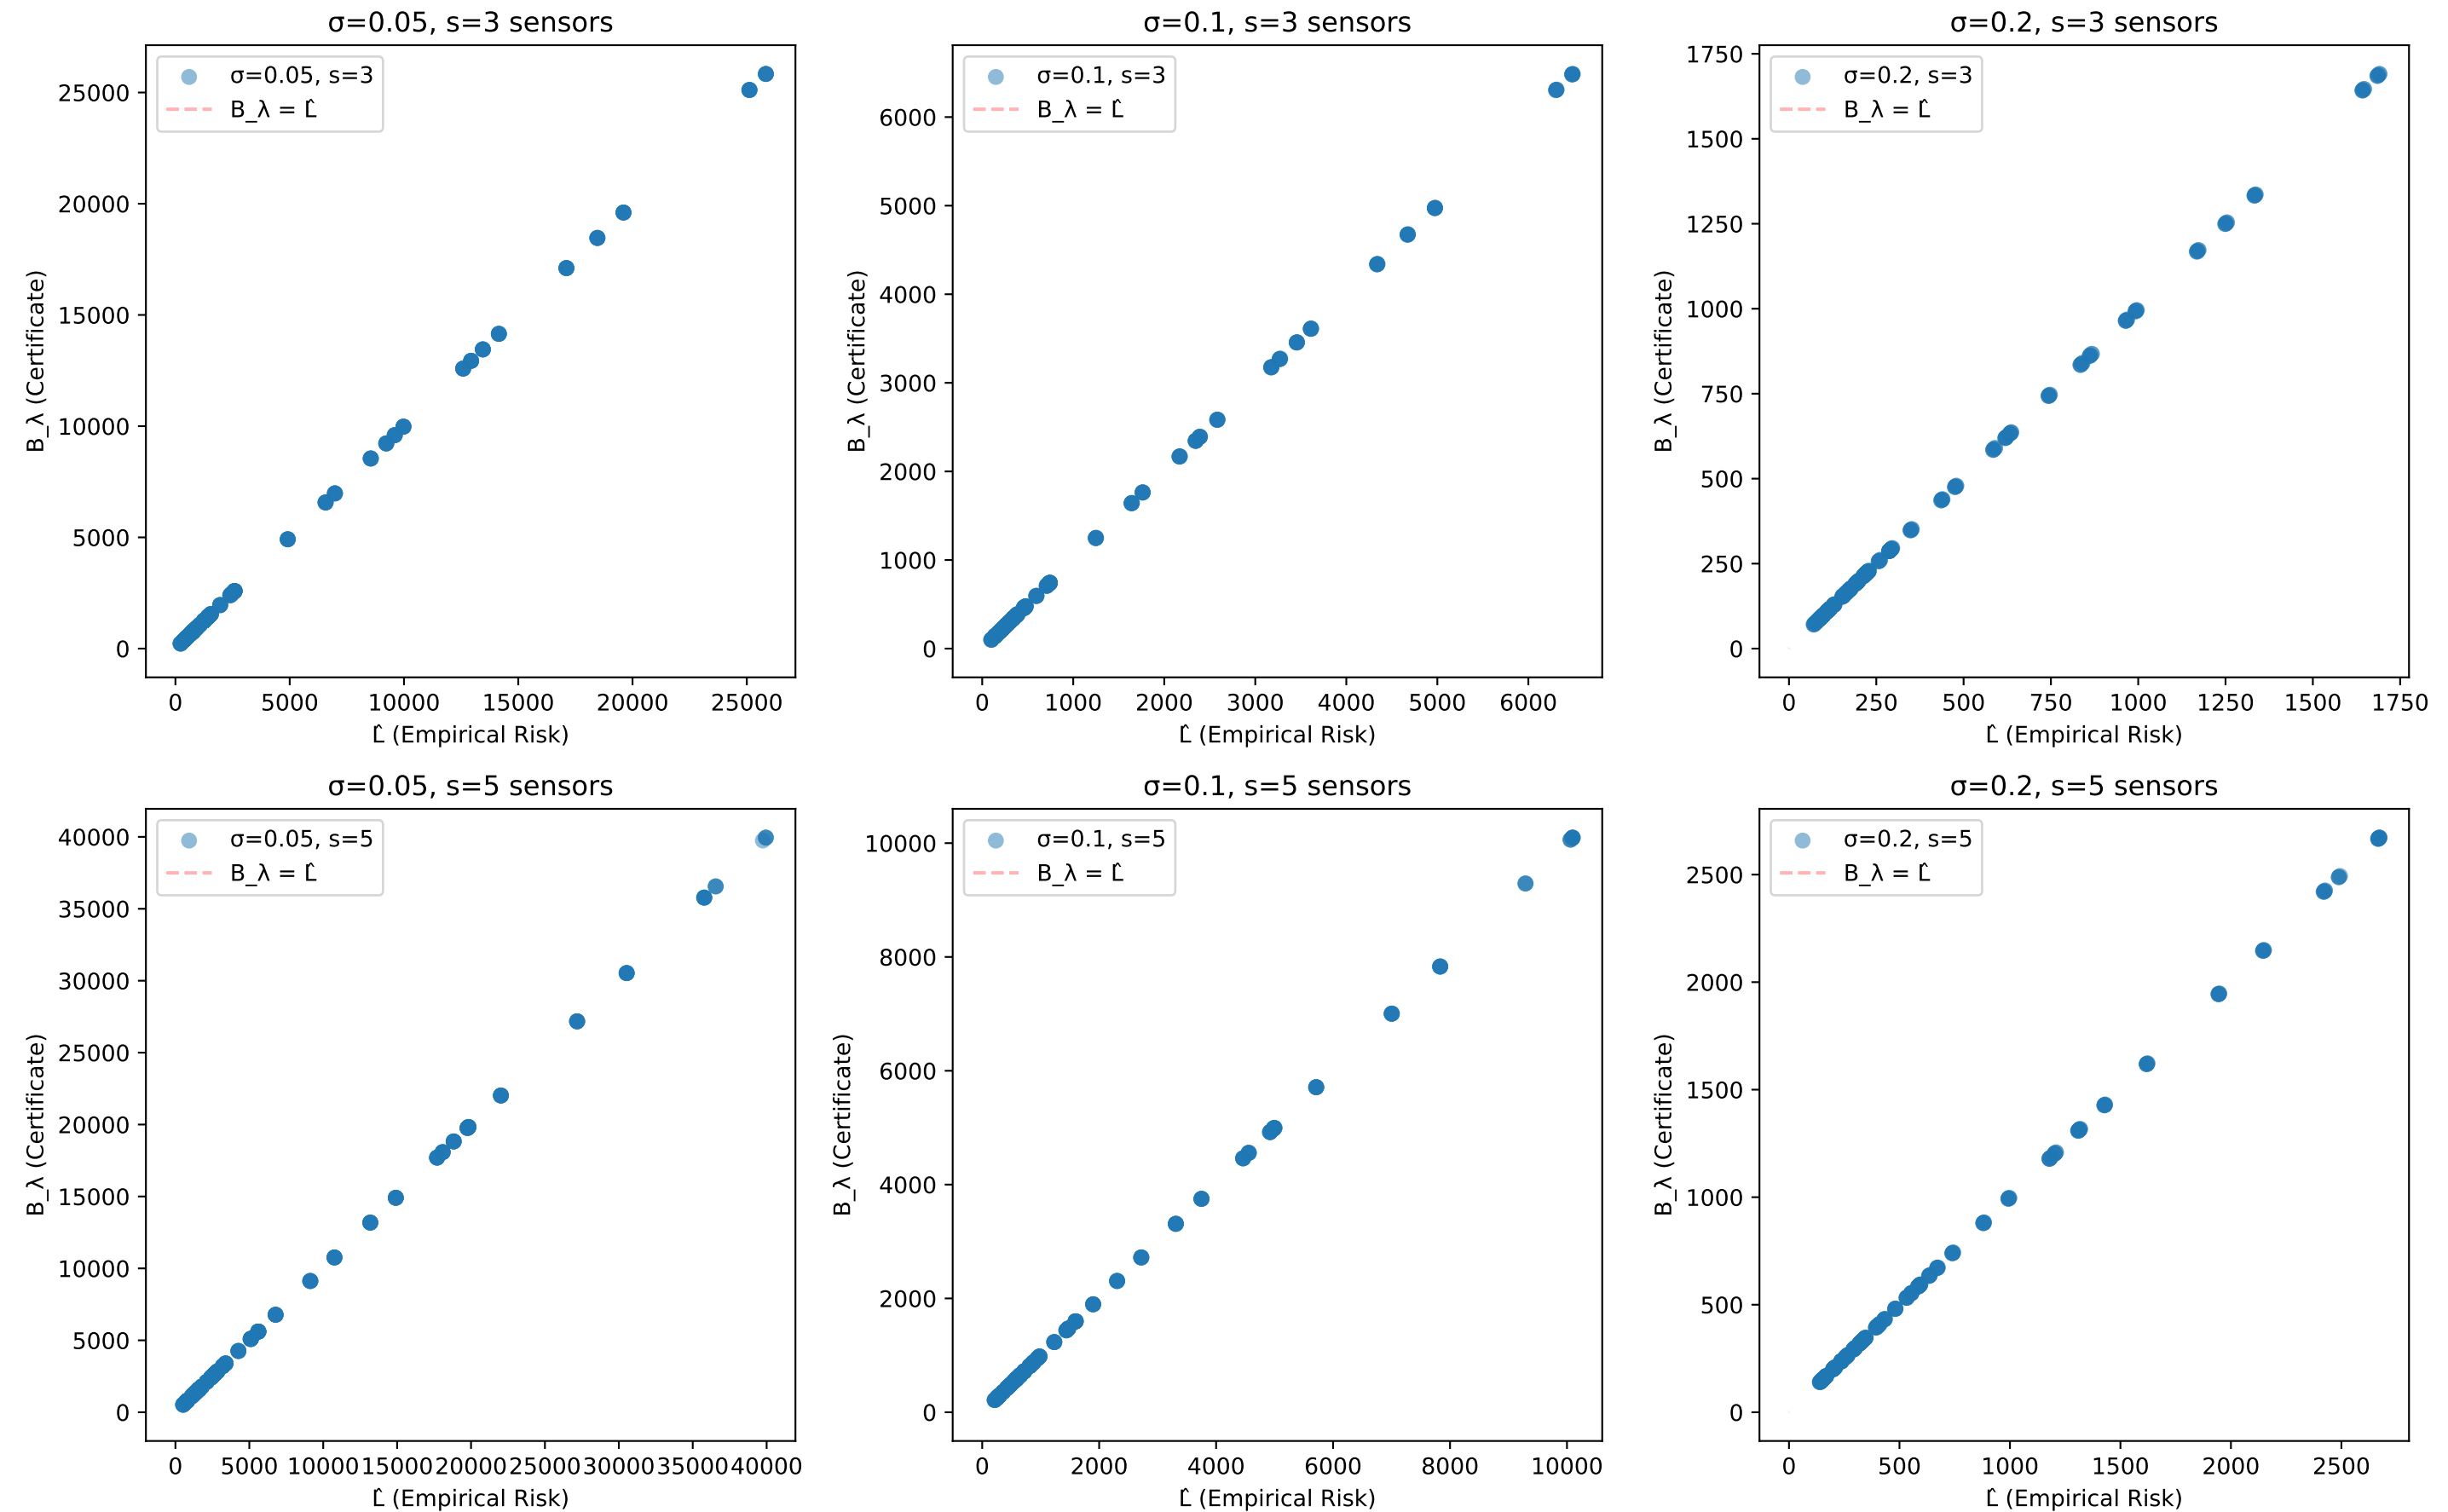 σ=0.05, s=3 sensors
σ=0.05, s=3
B_λ = L̂
25000
20000
15000
10000
5000
0
B_λ (Certificate)
0 5000 10000 15000 20000 25000
L̂ (Empirical Risk)
σ=0.1, s=3 sensors
σ=0.1, s=3
B_λ = L̂
6000
5000
4000
3000
2000
1000
0
B_λ (Certificate)
0 1000 2000 3000 4000 5000 6000
L̂ (Empirical Risk)
σ=0.2, s=3 sensors
σ=0.2, s=3
B_λ = L̂
1750
1500
1250
1000
750
500
250
0
B_λ (Certificate)
0 250 500 750 1000 1250 1500 1750
L̂ (Empirical Risk)
σ=0.05, s=5 sensors
σ=0.05, s=5
B_λ = L̂
40000
35000
30000
25000
20000
15000
10000
5000
0
B_λ (Certificate)
0 5000 10000 15000 20000 25000 30000 35000 40000
L̂ (Empirical Risk)
σ=0.1, s=5 sensors
σ=0.1, s=5
B_λ = L̂
10000
8000
6000
4000
2000
0
B_λ (Certificate)
0 2000 4000 6000 8000 10000
L̂ (Empirical Risk)
σ=0.2, s=5 sensors
σ=0.2, s=5
B_λ = L̂
2500
2000
1500
1000
500
0
B_λ (Certificate)
0 500 1000 1500 2000 2500
L̂ (Empirical Risk)